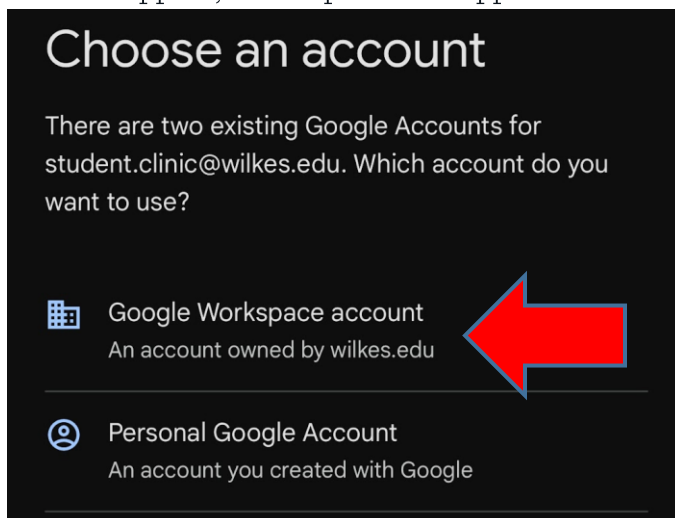 Choose an account
There are two existing Google Accounts for
student.clinic@wilkes.edu. Which account do you
want to use?
Google Workspace account
An account owned by wilkes.edu
Personal Google Account
An account you created with Google